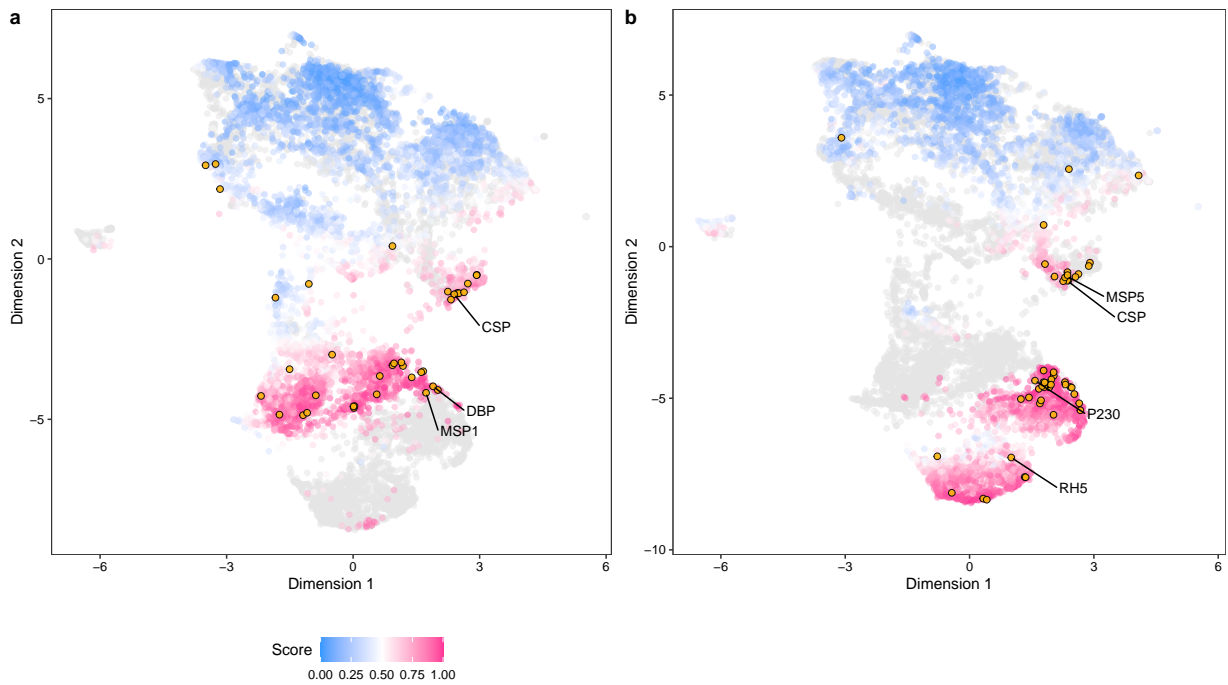 a
b
5
0
−5
−6
−3
0
3
6
Dimension 2
Dimension 1
CSP
DBP
MSP1
5
0
−5
−10
−6
−3
0
3
6
Dimension 2
Dimension 1
MSP5
CSP
P230
RH5
Score
0.00 0.25 0.50 0.75 1.00